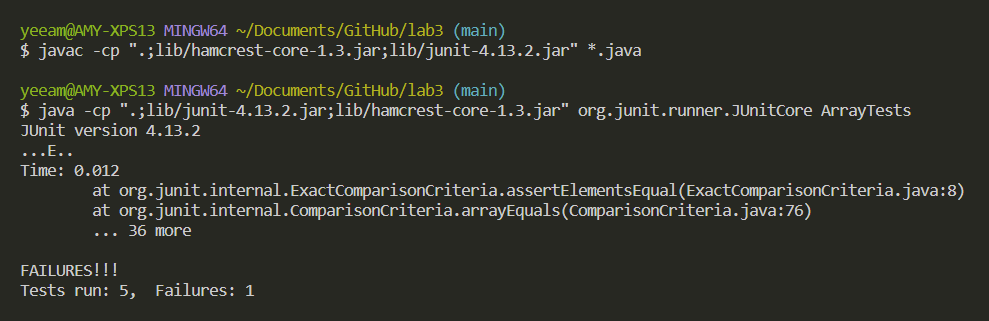 yeeam@AMY-XPS13 MINGW64 ~/Documents/GitHub/lab3 (main)
$ javac -cp ".;lib/hamcrest-core-1.3.jar;lib/junit-4.13.2.jar" *.java
yeeam@AMY-XPS13 MINGW64 ~/Documents/GitHub/lab3 (main)
$ java -cp ".;lib/junit-4.13.2.jar;lib/hamcrest-core-1.3.jar" org.junit.runner.JUnitCore ArrayTests
JUnit version 4.13.2
...E..
Time: 0.012
at org.junit.internal.ExactComparisonCriteria.assertElementsEqual(ExactComparisonCriteria.java:8)
at org.junit.internal.ComparisonCriteria.arrayEquals(ComparisonCriteria.java:76)
... 36 more
FAILURES!!!
Tests run: 5,  Failures: 1